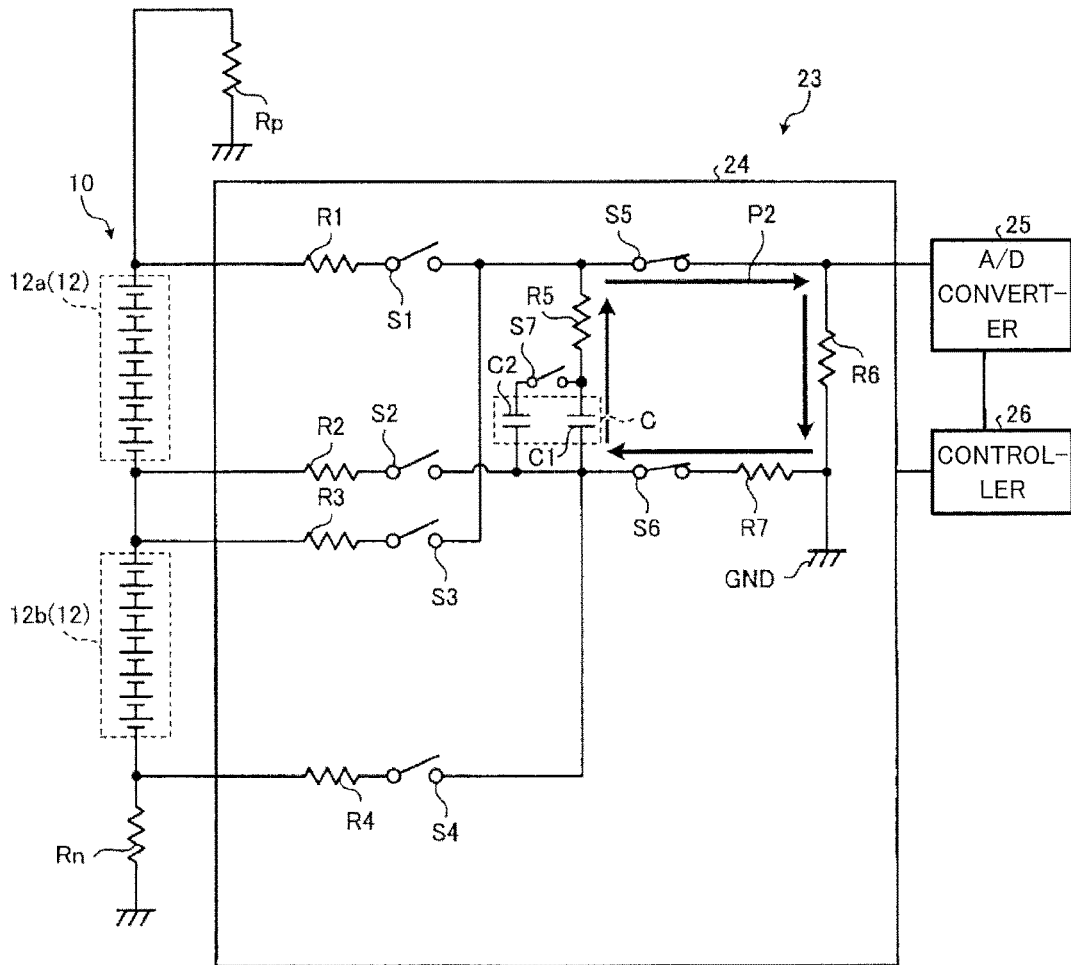 Rp
23
10
24
R1
S1
S5
P2
25
A/D
CONVERT-
ER
12a(12)
R5
S7
C2
C
C1
R6
26
CONTROL-
LER
R2
S2
R3
S3
S6
R7
GND
12b(12)
R4
S4
Rn